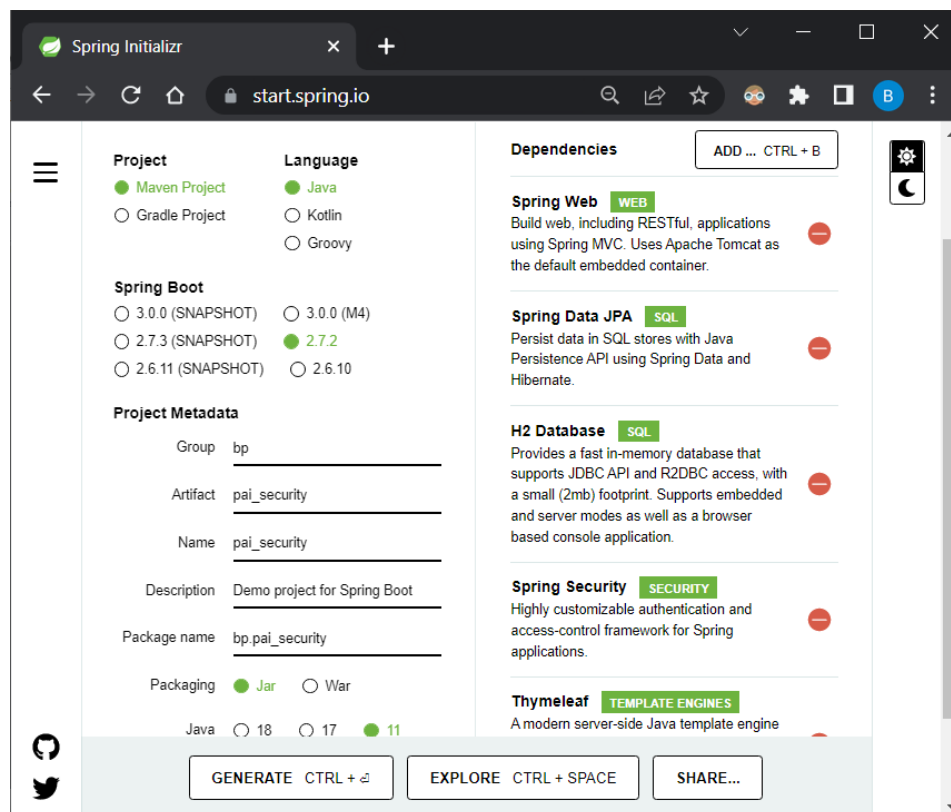 Spring Initializr
start.spring.io
B
Project
Maven Project
Gradle Project
Language
Java
Kotlin
Groovy
Spring Boot
3.0.0 (SNAPSHOT) 3.0.0 (M4)
2.7.3 (SNAPSHOT) 2.7.2
2.6.11 (SNAPSHOT) 2.6.10
Project Metadata
Group bp
Artifact pai_security
Name pai_security
Description Demo project for Spring Boot
Package name bp.pai_security
Packaging Jar War
Java 18 17 11
Dependencies
ADD ... CTRL + B
Spring Web WEB
Build web, including RESTful, applications
using Spring MVC. Uses Apache Tomcat as
the default embedded container.
Spring Data JPA SQL
Persist data in SQL stores with Java
Persistence API using Spring Data and
Hibernate.
H2 Database SQL
Provides a fast in-memory database that
supports JDBC API and R2DBC access, with
a small (2mb) footprint. Supports embedded
and server modes as well as a browser
based console application.
Spring Security SECURITY
Highly customizable authentication and
access-control framework for Spring
applications.
Thymeleaf TEMPLATE ENGINES
A modern server-side Java template engine
GENERATE CTRL + ⏎
EXPLORE CTRL + SPACE
SHARE...